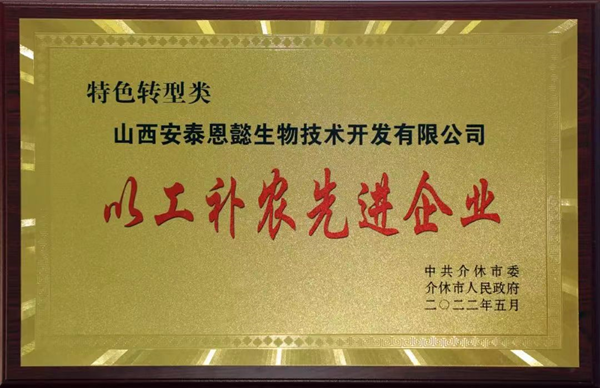 特色转型类
山西安泰恩懿生物技术开发有限公司
以工补农先进企业
中共介休市委
介休市人民政府
二〇二二年五月